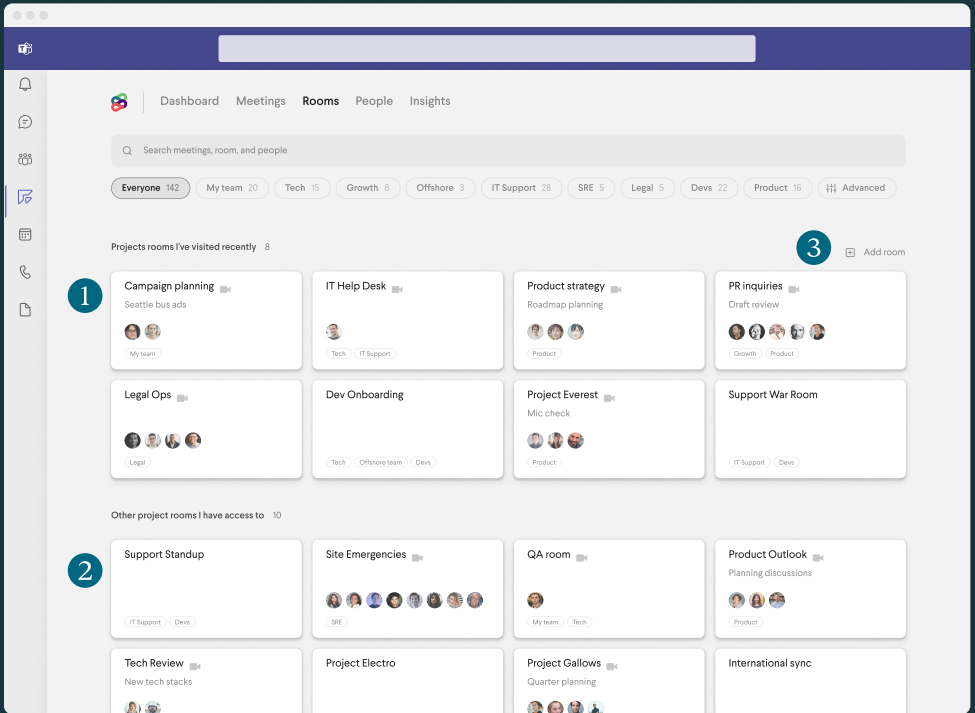 Dashboard Meetings Rooms People Insights
Search meetings, room, and people
Everyone 142 My team 20 Tech 15 Growth 8 Offshore 3 IT Support 28 SRE 5 Legal 5 Devs 22 Product 16 Advanced
Projects rooms I've visited recently 8
3
Add room
1
Campaign planning
Seattle bus ads
My team
IT Help Desk
Tech IT Support
Product strategy
Roadmap planning
Product
PR inquiries
Draft review
Growth Product
Legal Ops
Legal
Dev Onboarding
Tech Offshore team Devs
Project Everest
Mic check
Product
Support War Room
IT Support Devs
Other project rooms I have access to 10
2
Support Standup
IT Support Devs
Site Emergencies
SRE
QA room
My team Tech
Product Outlook
Planning discussions
Product
Tech Review
New tech stacks
Project Electro
Project Gallows
Quarter planning
International sync